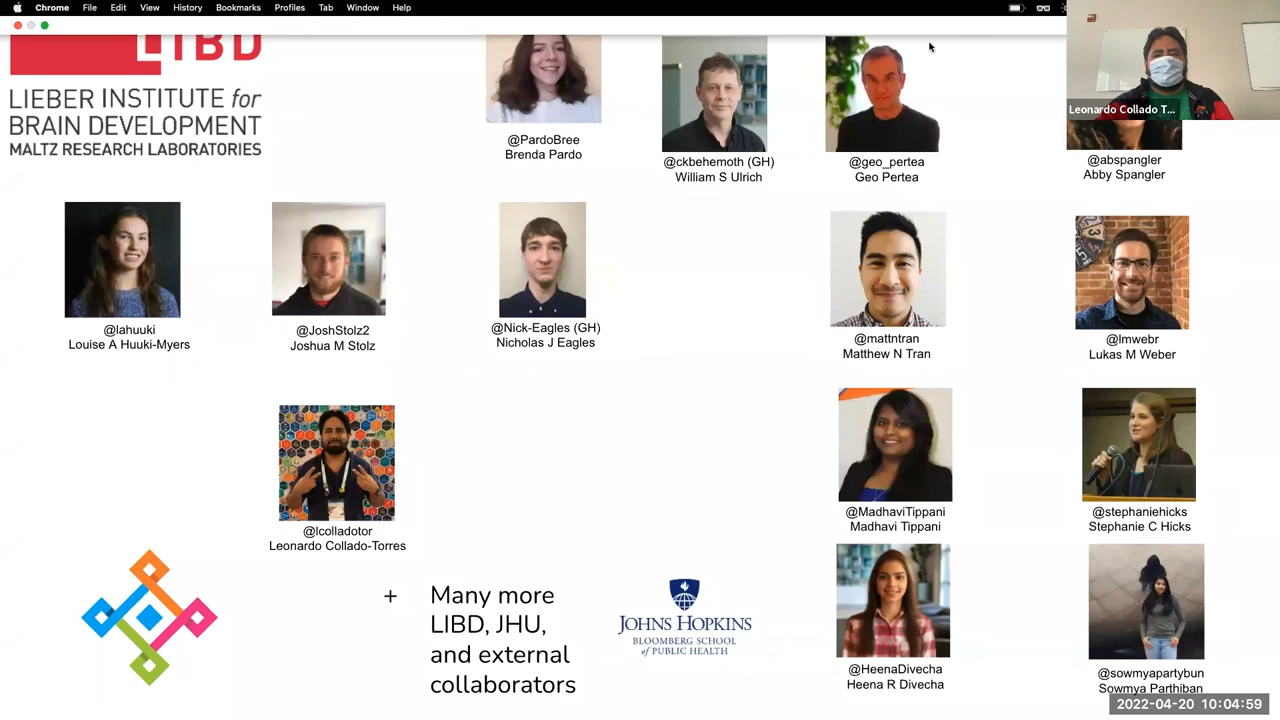 Chrome File Edit View History Bookmarks Profiles Tab Window Help
Leonardo Collado T...
LIBD
LIEBER INSTITUTE for
BRAIN DEVELOPMENT
MALTZ RESEARCH LABORATORIES
@PardoBree
Brenda Pardo
@ckbehemoth (GH)
William S Ulrich
@geo_pertea
Geo Pertea
@abspangler
Abby Spangler
@lahuuki
Louise A Huuki-Myers
@JoshStolz2
Joshua M Stolz
@Nick-Eagles (GH)
Nicholas J Eagles
@mattntran
Matthew N Tran
@lmwebr
Lukas M Weber
@lcolladotor
Leonardo Collado-Torres
@MadhaviTippani
Madhavi Tippani
@stephaniehicks
Stephanie C Hicks
+
Many more
LIBD, JHU,
and external
collaborators
JOHNS HOPKINS
BLOOMBERG SCHOOL
of PUBLIC HEALTH
@HeenaDivecha
Heena R Divecha
@sowmyapartybun
Sowmya Parthiban
2022-04-20 10:04:59